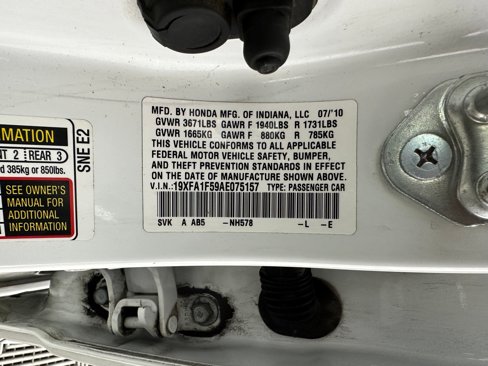 MFD. BY HONDA MFG. OF INDIANA, LLC 07/'10
GVWR 3671LBS GAWR F 1940LBS R 1731LBS
GVWR 1665KG GAWR F 880KG R 785KG
THIS VEHICLE CONFORMS TO ALL APPLICABLE
FEDERAL MOTOR VEHICLE SAFETY, BUMPER,
AND THEFT PREVENTION STANDARDS IN EFFECT
ON THE DATE OF MANUFACTURE SHOWN ABOVE.
V.I.N.: 19XFA1F59AE075157 TYPE: PASSENGER CAR
SVK A AB5 -NH578 -L -E
RMATION
NT 2 REAR 3
d 385kg or 850lbs.
SEE OWNER'S
MANUAL FOR
ADDITIONAL
INFORMATION
SNE E2